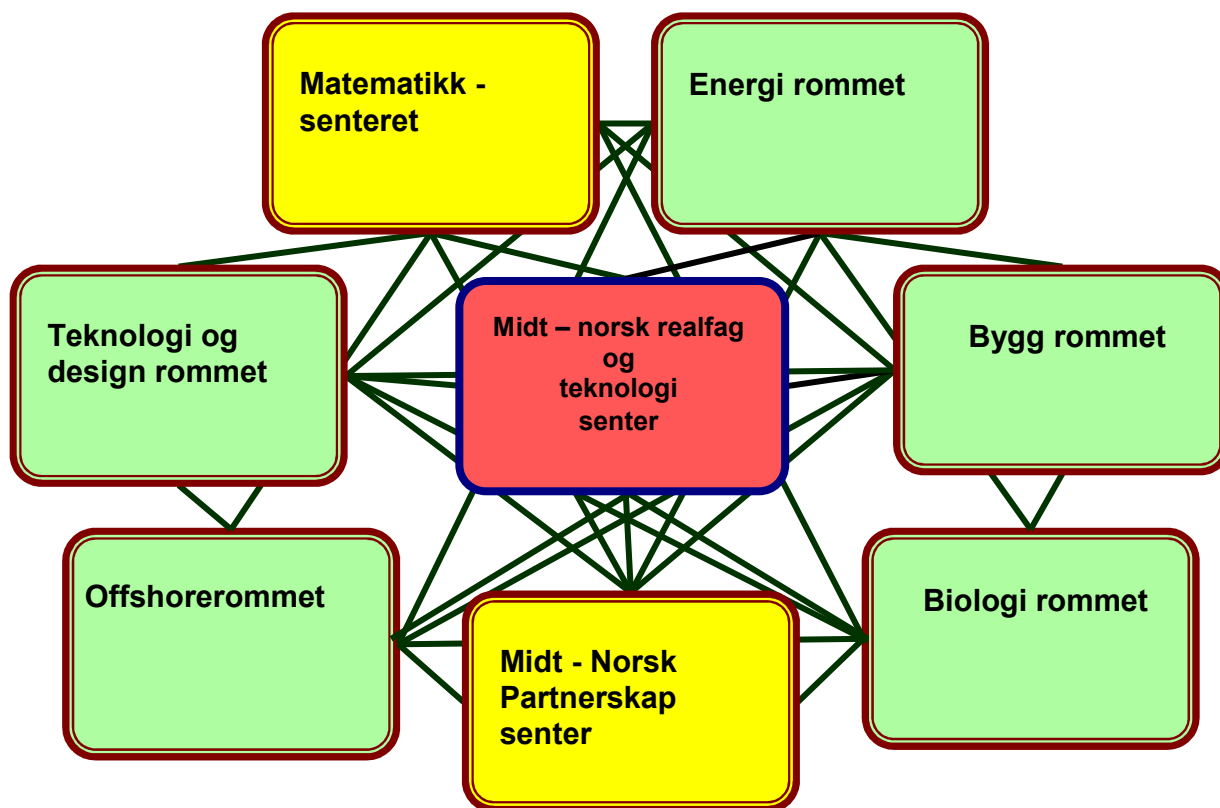 Matematikk -
senteret
Energi rommet
Teknologi og
design rommet
Midt – norsk realfag
og
teknologi
senter
Bygg rommet
Offshorerommet
Midt - Norsk
Partnerskap
senter
Biologi rommet